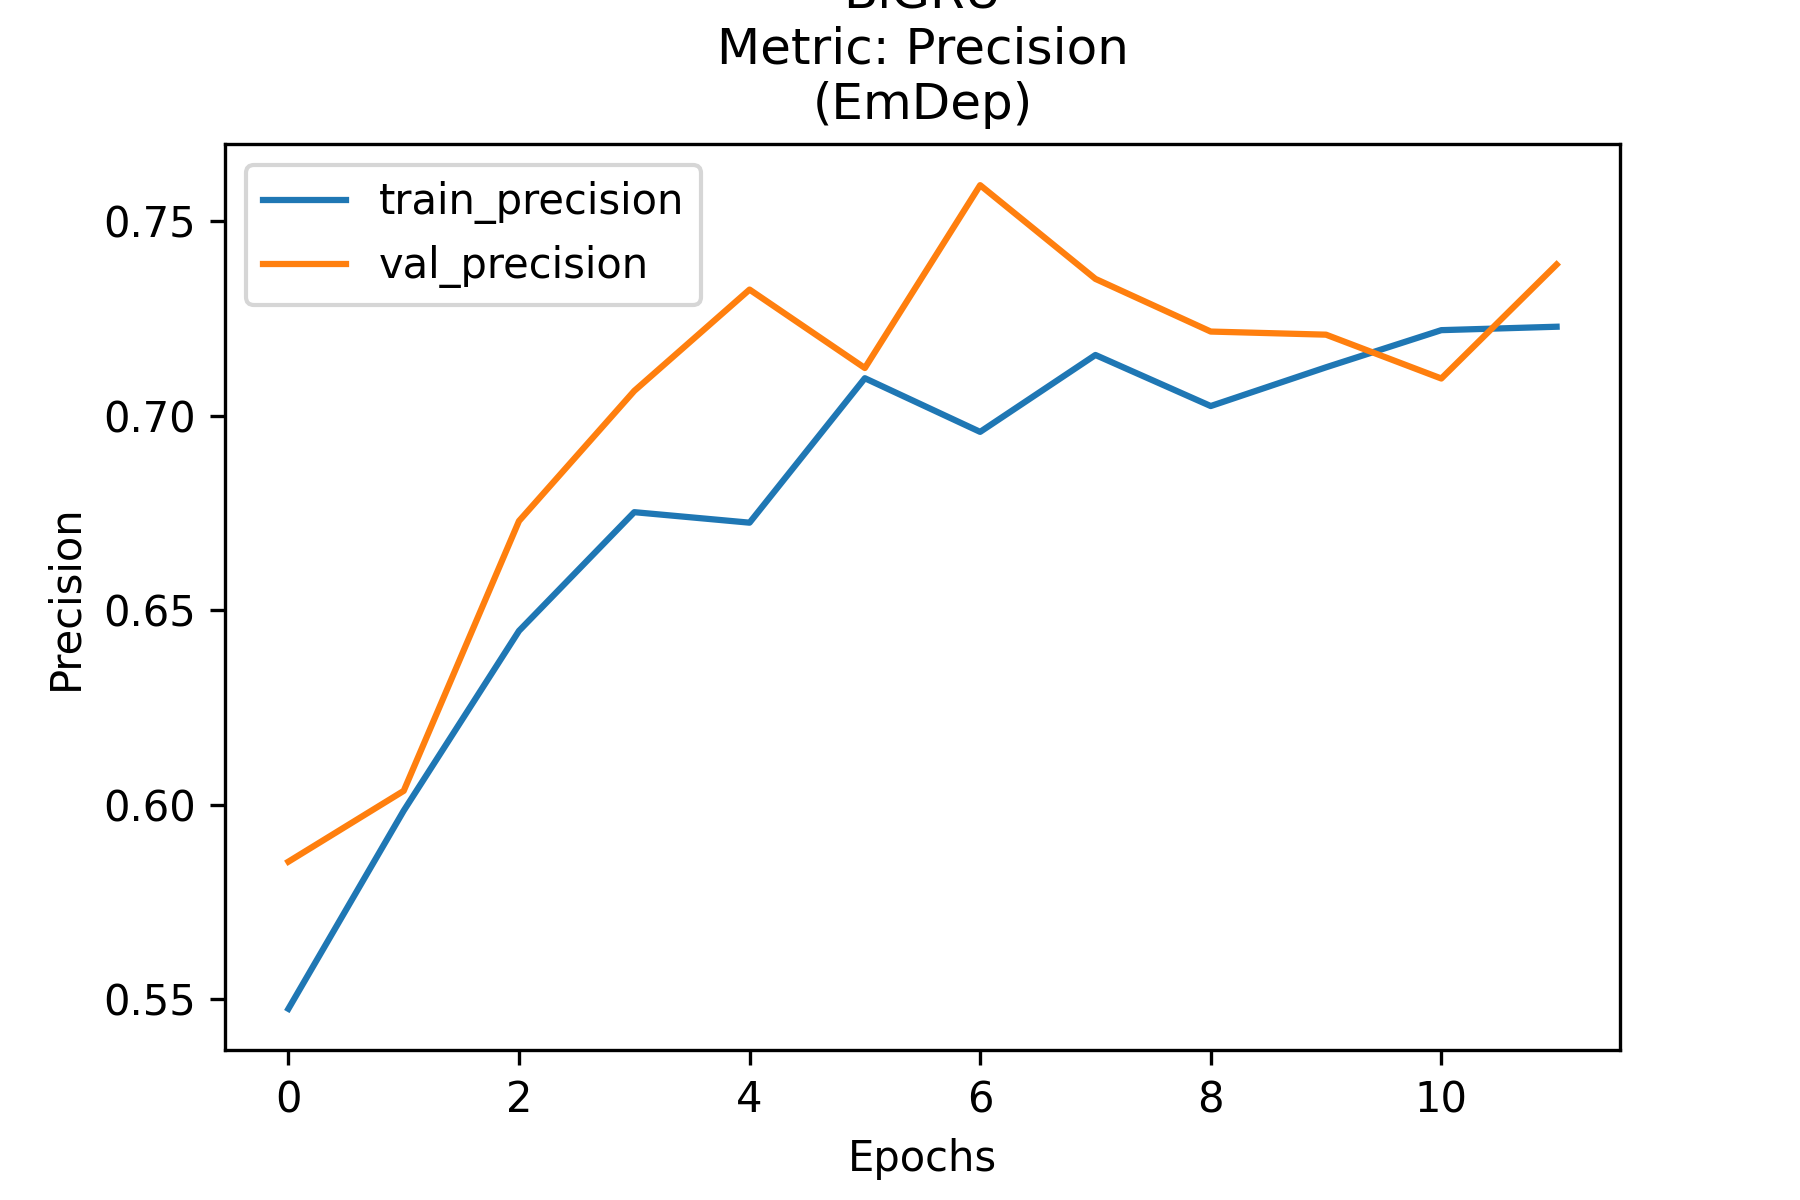 BiGRU
Metric: Precision
(EmDep)
train_precision
val_precision
Precision
0.75
0.70
0.65
0.60
0.55
0 2 4 6 8 10
Epochs